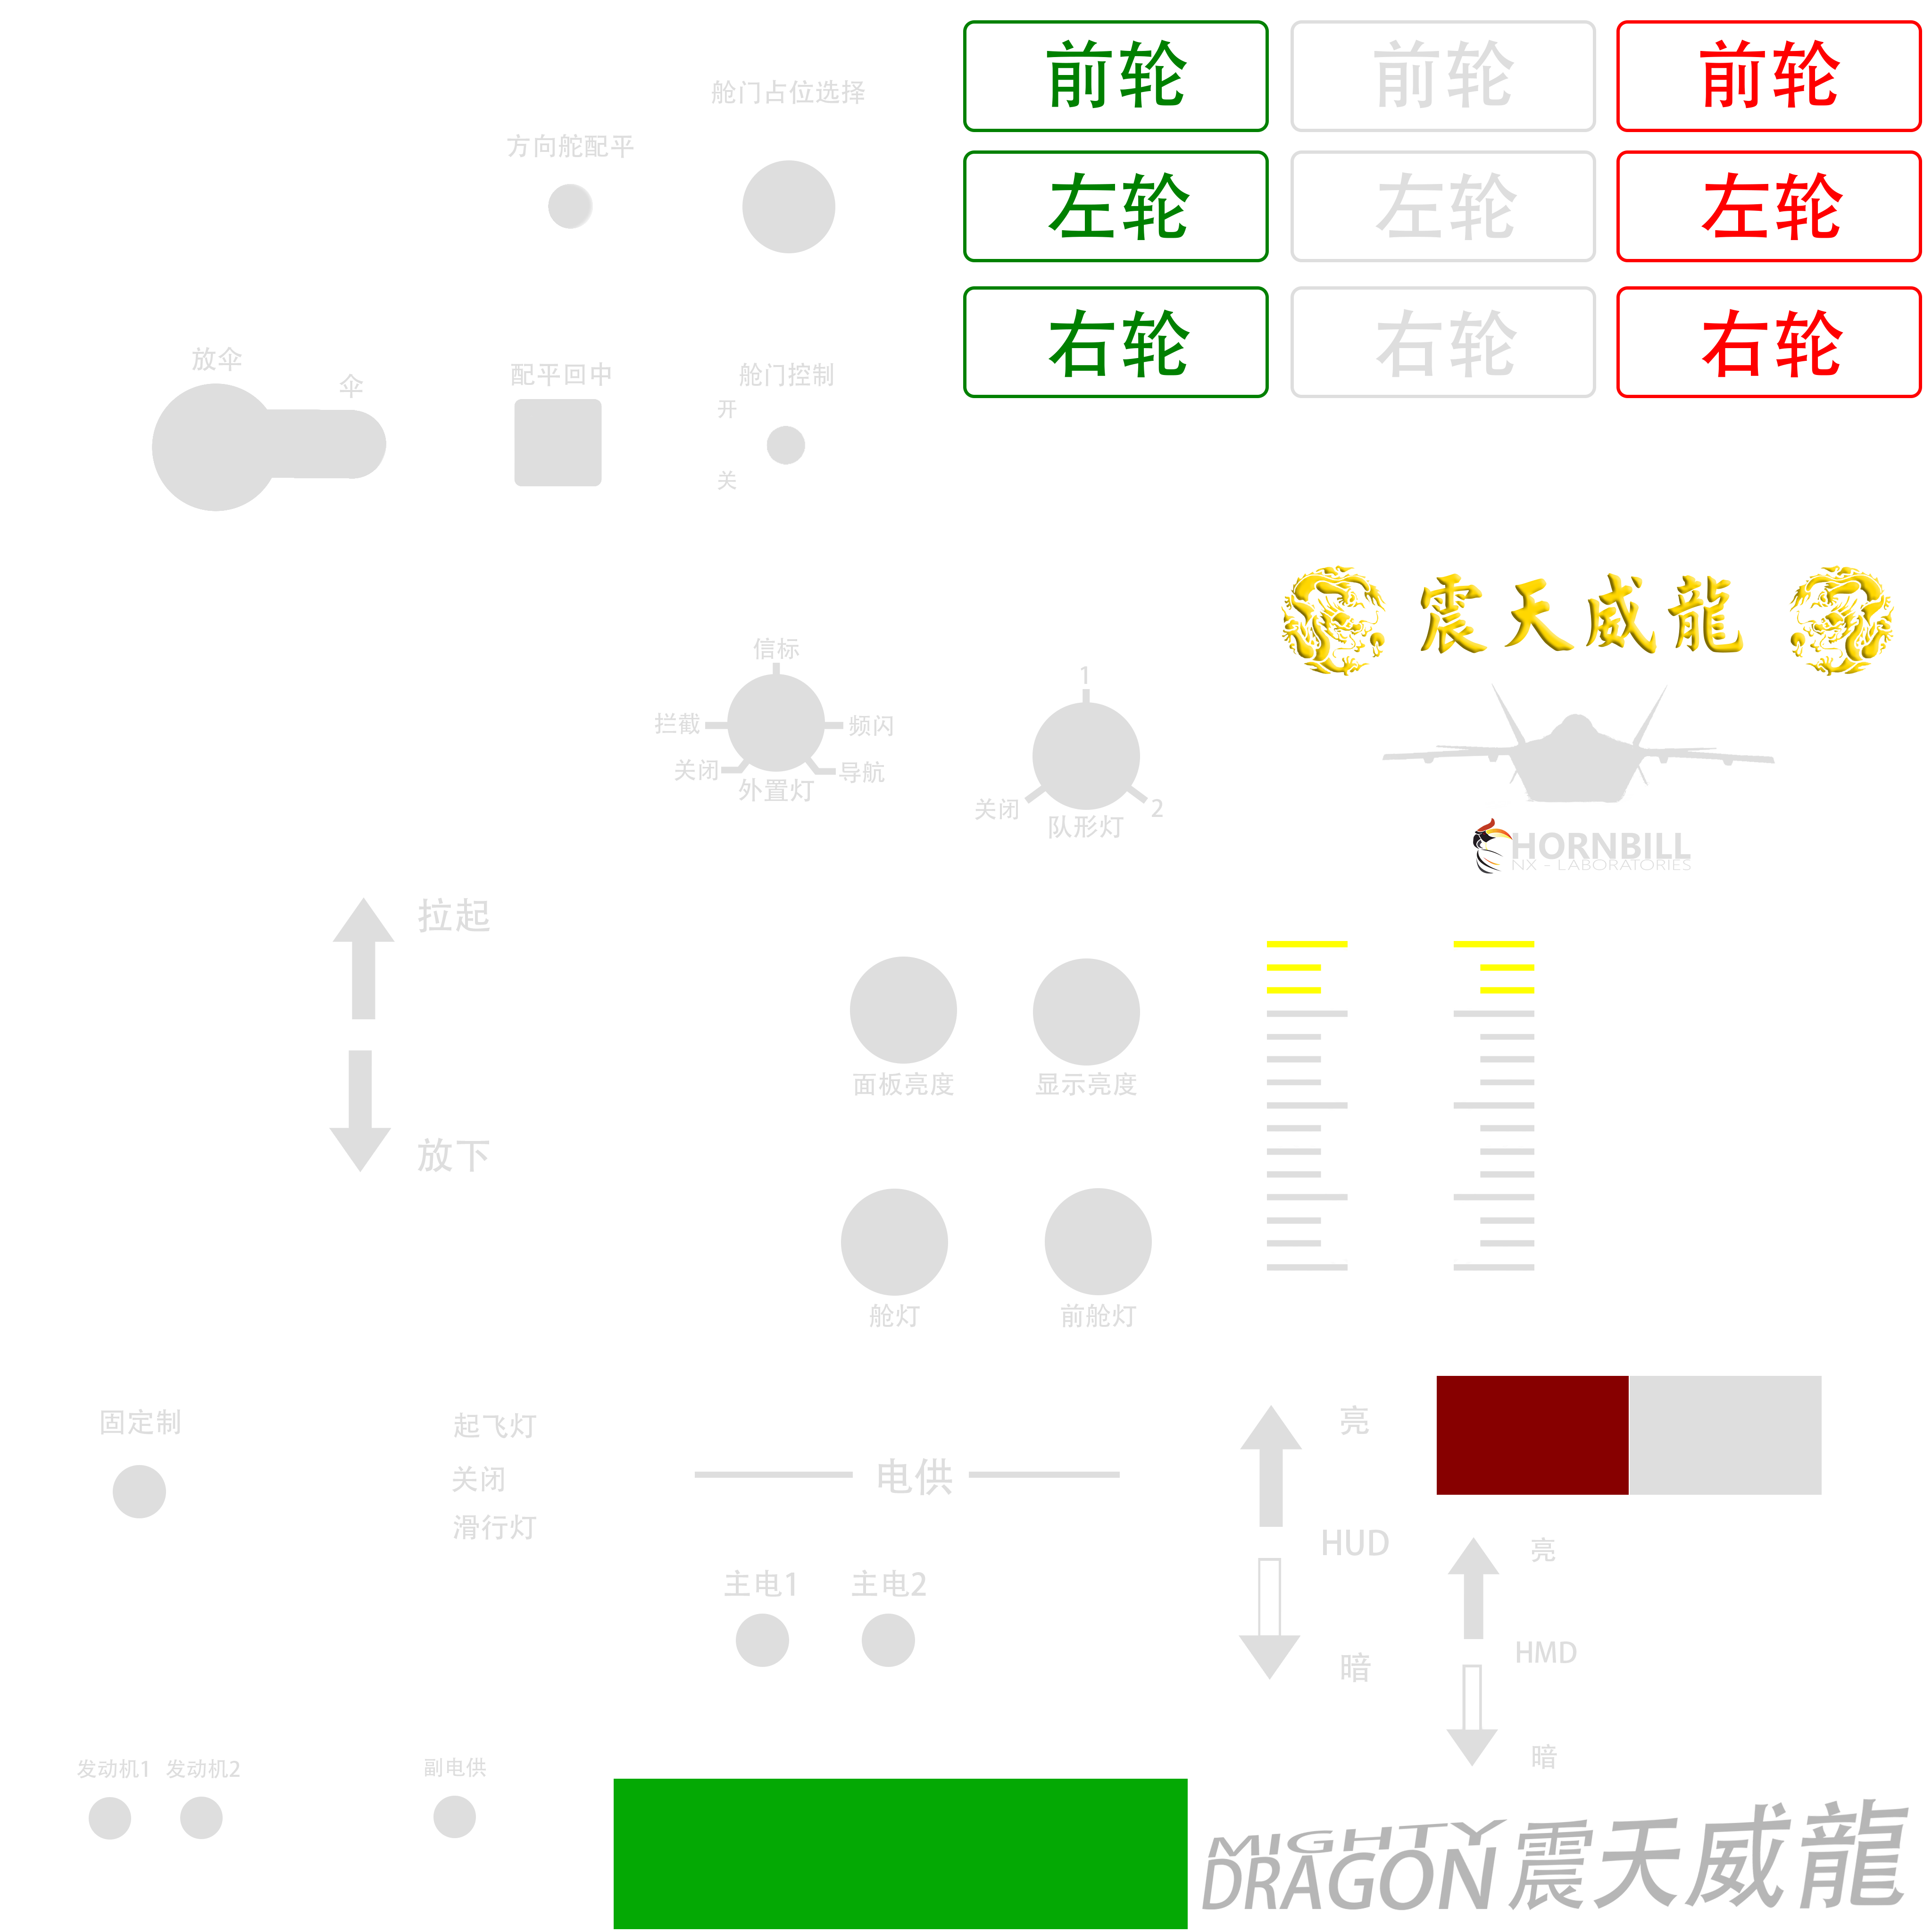 前轮 前轮 前轮
舱门占位选择
方向舵配平
左轮 左轮 左轮
右轮 右轮 右轮
放伞
伞
配平回中
舱门控制
开
关
震天威龍
信标
拦截
频闪
关闭
导航
外置灯
1
关闭
2
队形灯
HORNBILL
NX - LABORATORIES
拉起
面板亮度
显示亮度
放下
舱灯
前舱灯
固定制
起飞灯
关闭
滑行灯
电供
亮
HUD
暗
亮
HMD
暗
主电1
主电2
发动机1
发动机2
副电供
MIGHTY
DRAGON 震天威龍